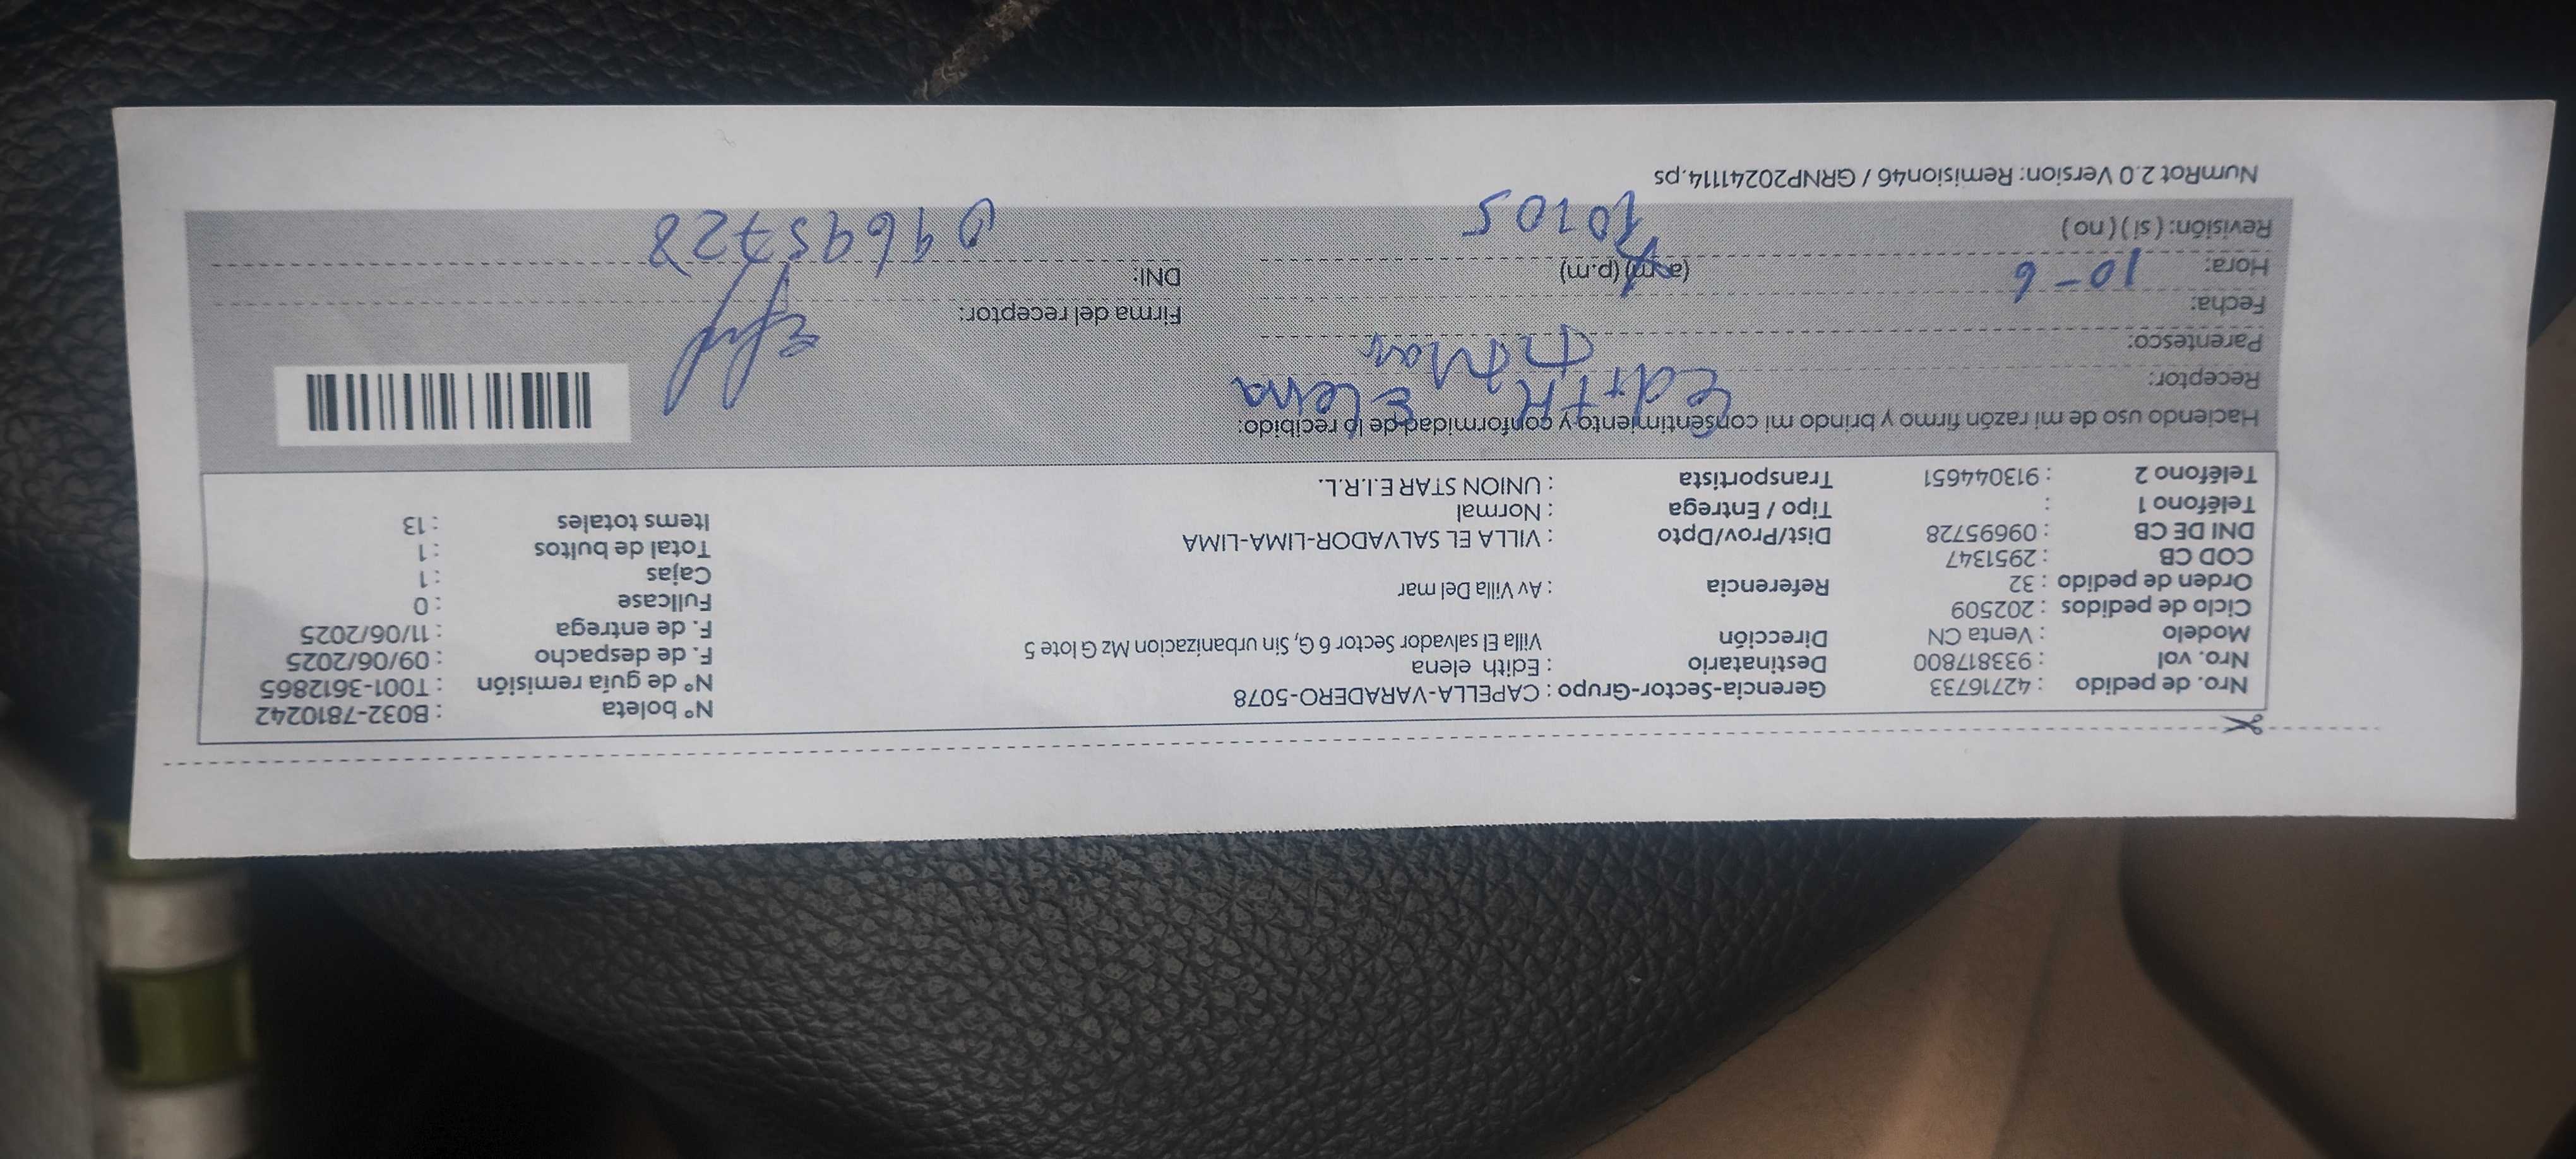 Nro. de pedido : 42716733 Gerencia-Sector-Grupo : CAPELLA-VARADERO-5078 N° boleta : B032-7810242
Nro. vol : 933817800 Destinatario : Edith elena N° de guía remisión : T001-3612865
Modelo : Venta CN Dirección Villa El salvador Sector 6 G, Sin urbanizacion Mz G lote 5 F. de despacho : 09/06/2025
Ciclo de pedidos : 202509 F. de entrega : 11/06/2025
Orden de pedido : 32 Referencia : Av Villa Del mar Fullcase : 0
COD CB : 2951347 Cajas : 1
DNI DE CB : 09695728 Dist/Prov/Dpto : VILLA EL SALVADOR-LIMA-LIMA Total de bultos : 1
Teléfono 1 : Tipo / Entrega : Normal Items totales : 13
Teléfono 2 : 913044651 Transportista : UNION STAR E.I.R.L.
Haciendo uso de mi razón firmo y brindo mi consentimiento y conformidad de lo recibido:
Receptor: Edith Elena
Parentesco:
Fecha: 10-6 Firma del receptor:
Hora: (a.m) (p.m) DNI: 09695728
Revisión: ( si ) ( no ) 10105
NumRot 2.0 Version: Remision46 / GRNP20241114.ps